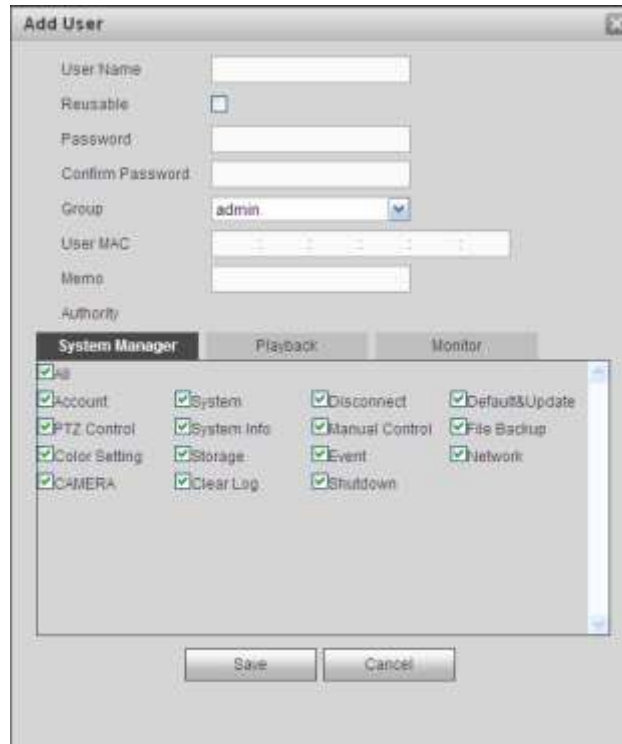 Add User
User Name
Reusable
Password
Confirm Password
Group admin
User MAC : : : : :
Memo
Authority
System Manager Playback Monitor
All
Account System Disconnect Default&Update
PTZ Control System Info Manual Control File Backup
Color Setting Storage Event Network
CAMERA Clear Log Shutdown
Save Cancel